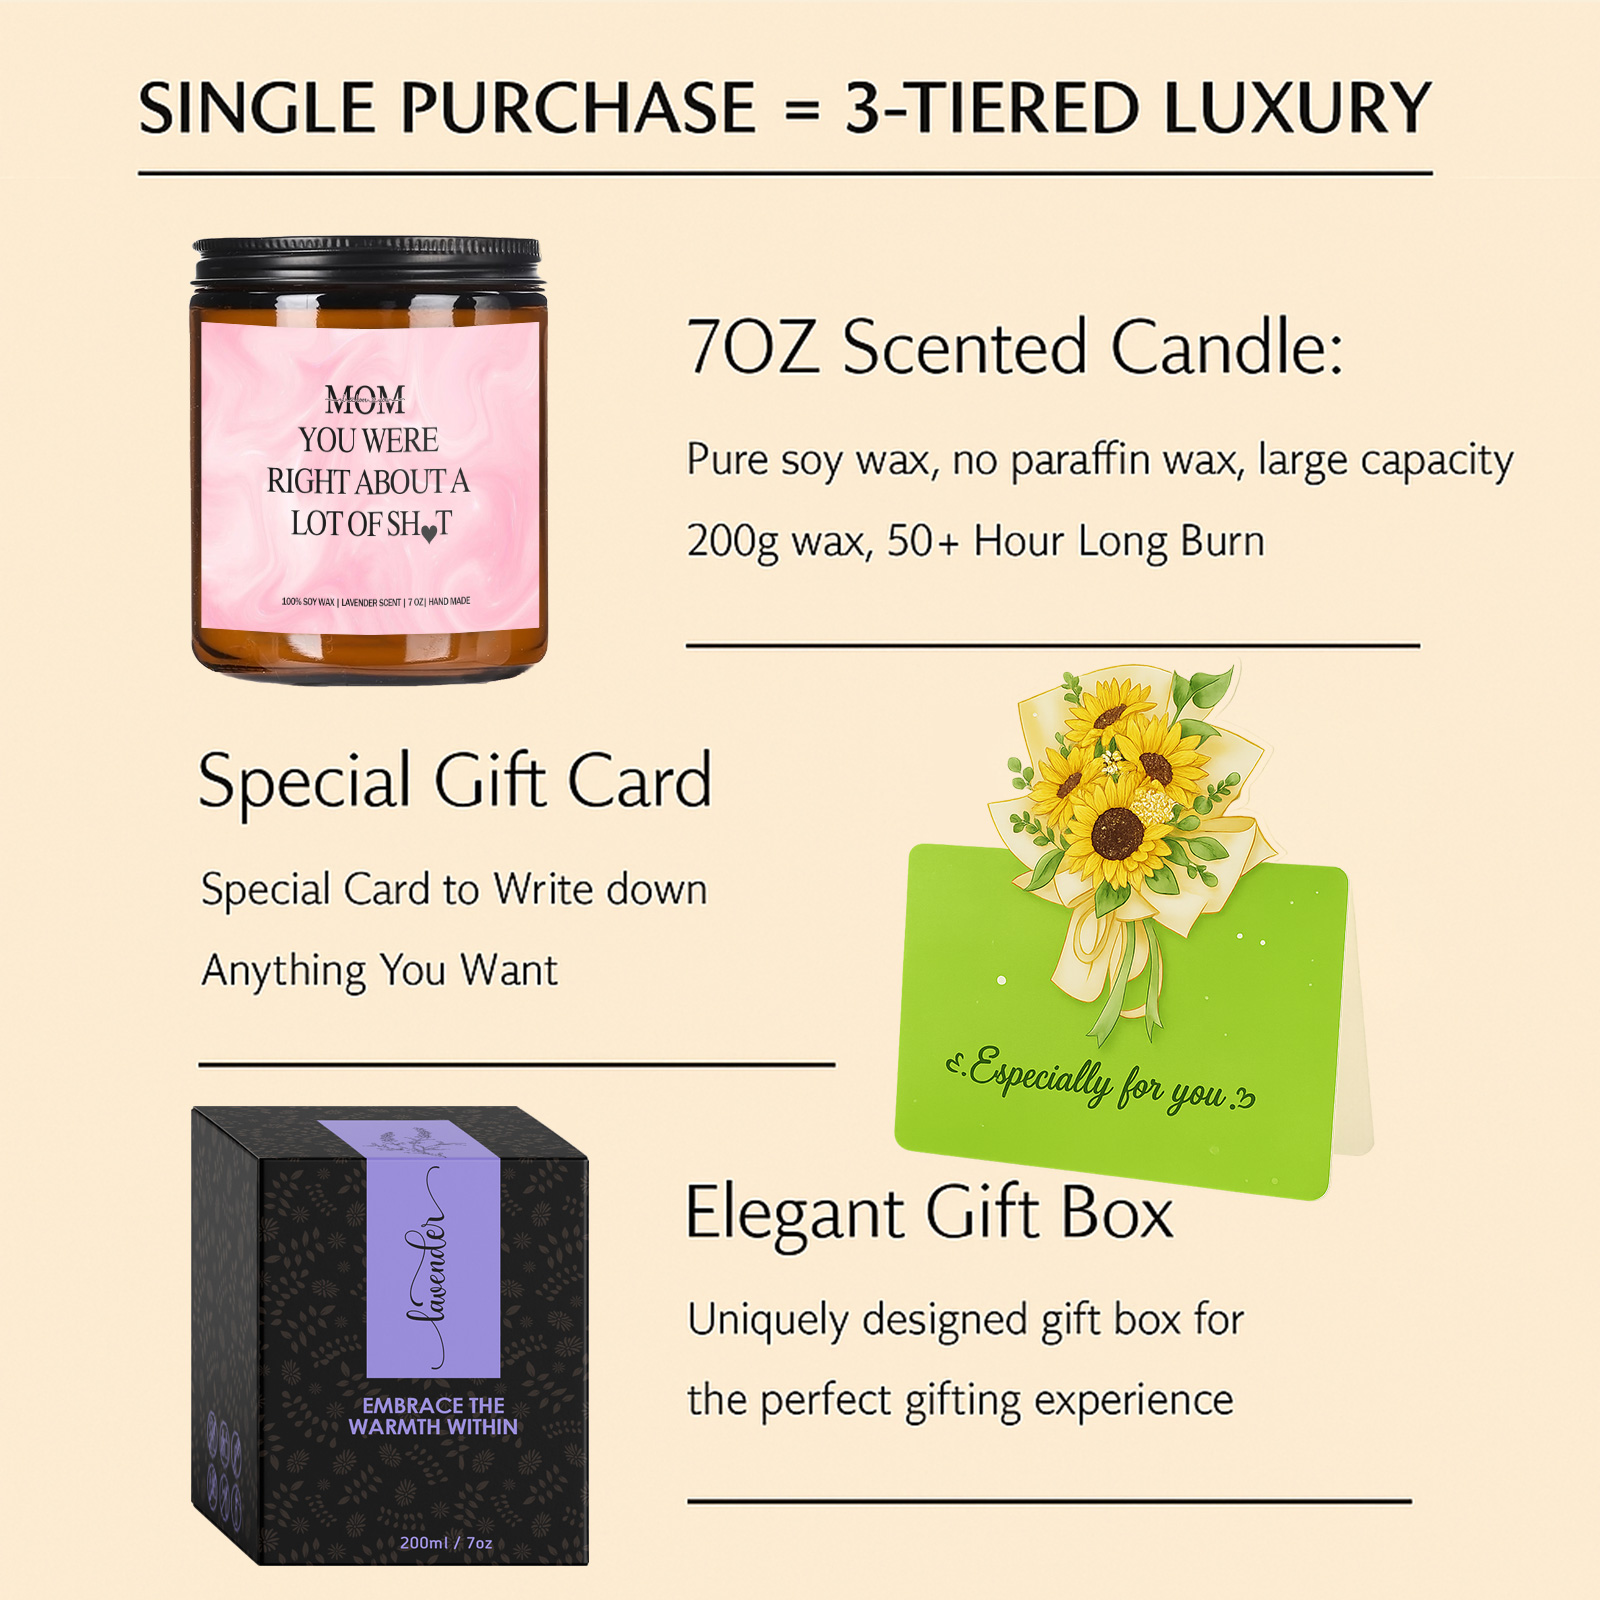 SINGLE PURCHASE = 3-TIERED LUXURY
MOM
YOU WERE
RIGHT ABOUT A
LOT OF SH♥T
100% SOY WAX | LAVENDER SCENT | 7 OZ| HAND MADE
7OZ Scented Candle:
Pure soy wax, no paraffin wax, large capacity
200g wax, 50+ Hour Long Burn
Special Gift Card
Special Card to Write down
Anything You Want
Especially for you
lavender
EMBRACE THE
WARMTH WITHIN
200ml / 7oz
Elegant Gift Box
Uniquely designed gift box for
the perfect gifting experience